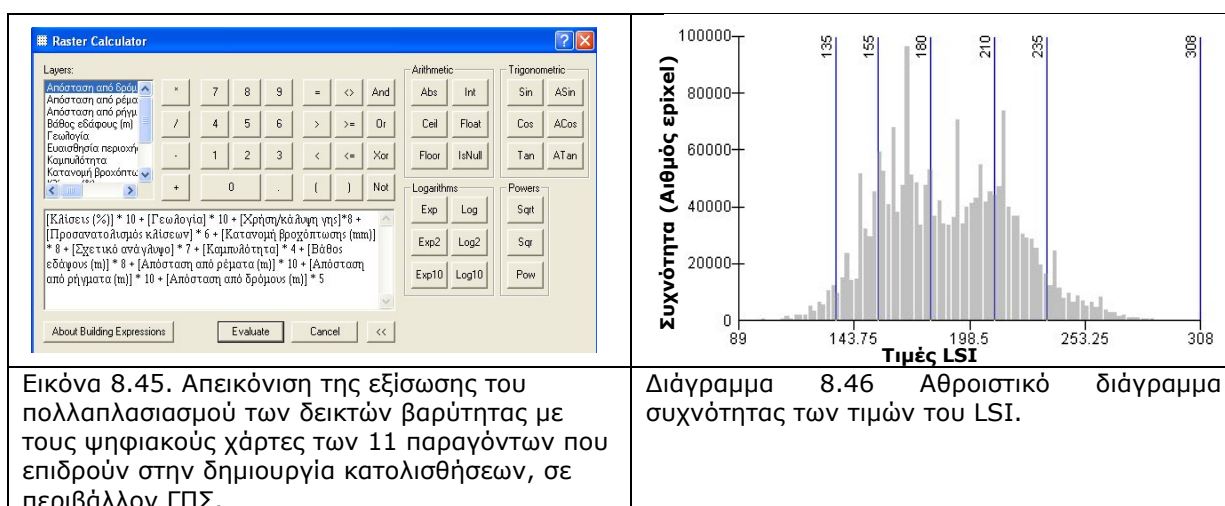 Raster Calculator
Layers:
Απόσταση από δρόμ
Απόσταση από ρέμα
Απόσταση από ρήγμ
Βάθος εδάφους (m)
Γεωλογία
Ευαισθησία περιοχή
Καμπυλότητα
Κατανομή βροχόπτω
* 7 8 9 = <> And
/ 4 5 6 > >= Or
- 1 2 3 < <= Xor
+ 0 . ( ) Not
Arithmetic
Abs Int
Ceil Float
Floor IsNull
Trigonometric
Sin ASin
Cos ACos
Tan ATan
Logarithms
Exp Log
Exp2 Log2
Exp10 Log10
Powers
Sqrt
Sqr
Pow
[Κλίσεις (%)] * 10 + [Γεωλογία] * 10 + [Χρήση/κάλυψη γης]*8 +
[Προσανατολισμός κλίσεων] * 6 + [Κατανομή βροχόπτωσης (mm)]
* 8 + [Σχετικό ανάγλυφο] * 7 + [Καμπυλότητα] * 4 + [Βάθος
εδάφους (m)] * 8 + [Απόσταση από ρέματα (m)] * 10 + [Απόσταση
από ρήγματα (m)] * 10 + [Απόσταση από δρόμους (m)] * 5
About Building Expressions Evaluate Cancel <<
Συχνότητα (Αιθμός epixel)
100000
80000
60000
40000
20000
0
135 155 180 210 235 308
89 143.75 198.5 253.25 308
Τιμές LSI
Εικόνα 8.45. Απεικόνιση της εξίσωσης του
πολλαπλασιασμού των δεικτών βαρύτητας με
τους ψηφιακούς χάρτες των 11 παραγόντων που
επιδρούν στην δημιουργία κατολισθήσεων, σε
περιβάλλον ΓΠΣ.
Διάγραμμα 8.46 Αθροιστικό διάγραμμα
συχνότητας των τιμών του LSI.